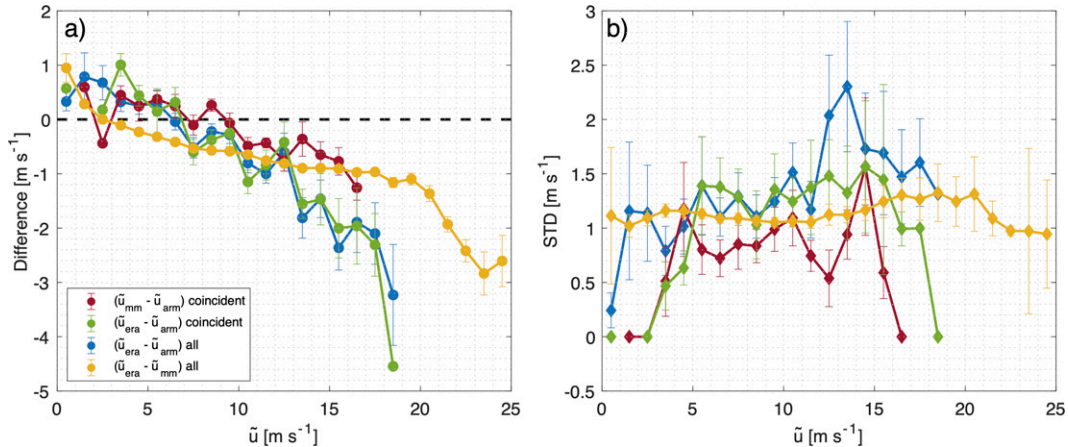 a)
2
1
0
-1
-2
-3
-4
-5
Difference [m s⁻¹]
(ũmm - ũarm) coincident
(ũera - ũarm) coincident
(ũera - ũarm) all
(ũera - ũmm) all
0 5 10 15 20 25
ũ [m s⁻¹]
b)
3
2.5
2
1.5
1
0.5
0
-0.5
STD [m s⁻¹]
0 5 10 15 20 25
ũ [m s⁻¹]